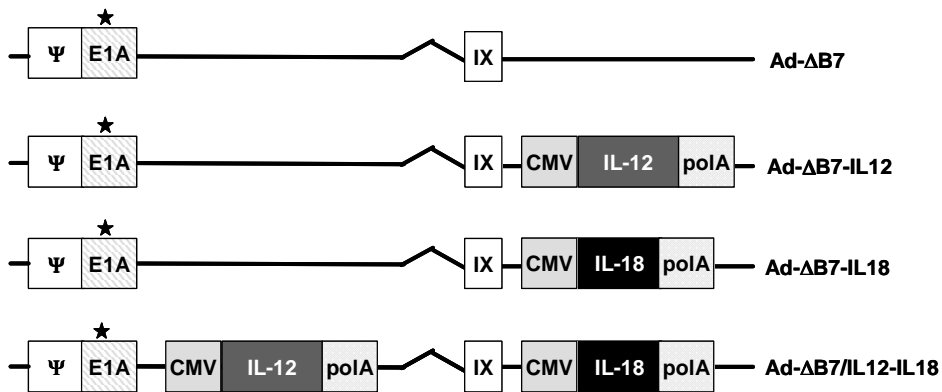 ★
Ψ E1A IX Ad-ΔB7
★
Ψ E1A IX CMV IL-12 polA Ad-ΔB7-IL12
★
Ψ E1A IX CMV IL-18 polA Ad-ΔB7-IL18
★
Ψ E1A CMV IL-12 polA IX CMV IL-18 polA Ad-ΔB7/IL12-IL18